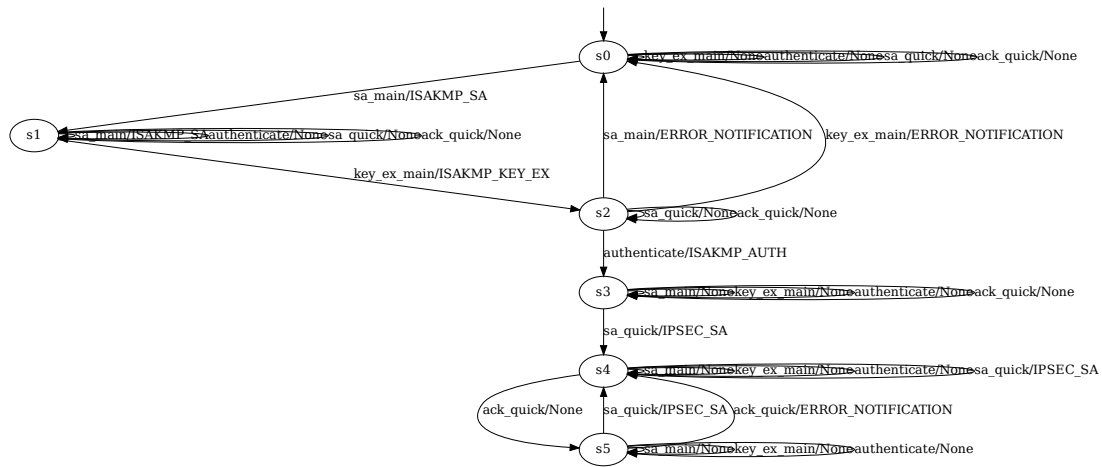 s0
key_ex_main/None
authenticate/None
sa_quick/None
ack_quick/None
sa_main/ISAKMP_SA
s1
sa_main/ISAKMP_SA
authenticate/None
sa_quick/None
ack_quick/None
sa_main/ERROR_NOTIFICATION
key_ex_main/ERROR_NOTIFICATION
key_ex_main/ISAKMP_KEY_EX
s2
sa_quick/None
ack_quick/None
authenticate/ISAKMP_AUTH
s3
sa_main/None
key_ex_main/None
authenticate/None
ack_quick/None
sa_quick/IPSEC_SA
s4
sa_main/None
key_ex_main/None
authenticate/None
sa_quick/IPSEC_SA
ack_quick/None
sa_quick/IPSEC_SA
ack_quick/ERROR_NOTIFICATION
s5
sa_main/None
key_ex_main/None
authenticate/None